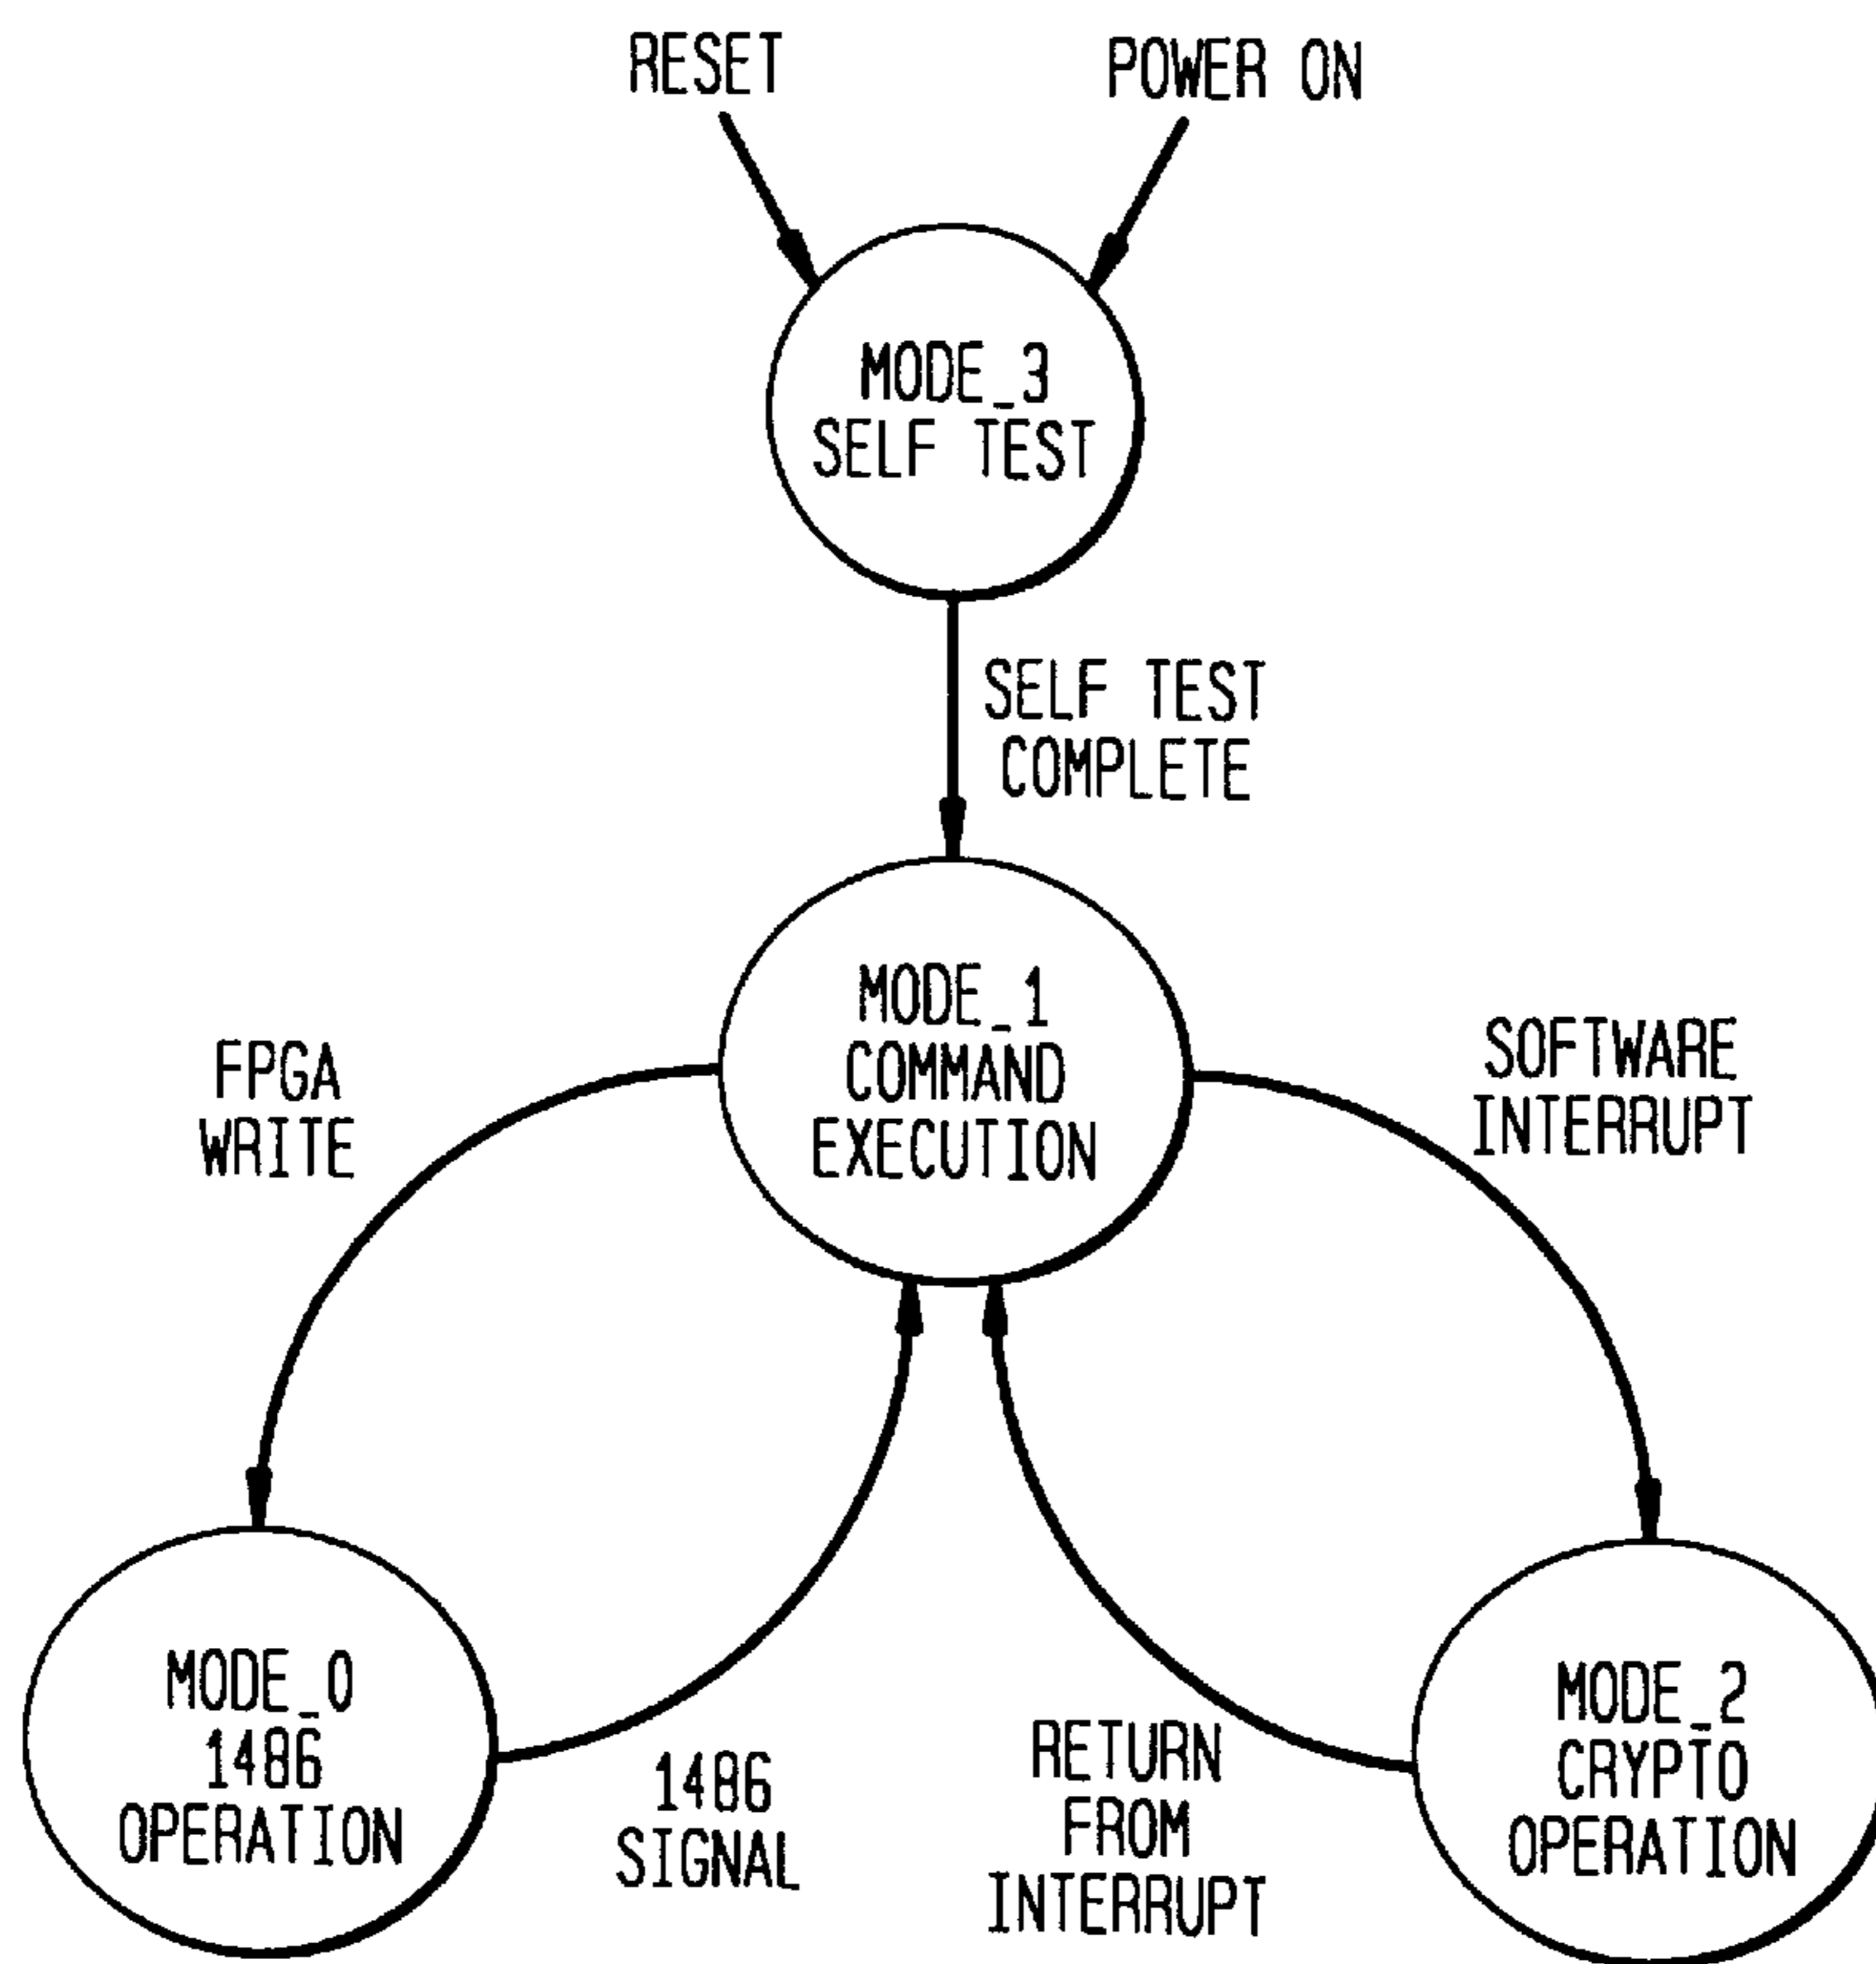 RESET
POWER ON
MODE_3
SELF TEST
SELF TEST
COMPLETE
MODE_1
COMMAND
EXECUTION
FPGA
WRITE
SOFTWARE
INTERRUPT
MODE_0
1486
OPERATION
1486
SIGNAL
RETURN
FROM
INTERRUPT
MODE_2
CRYPTO
OPERATION